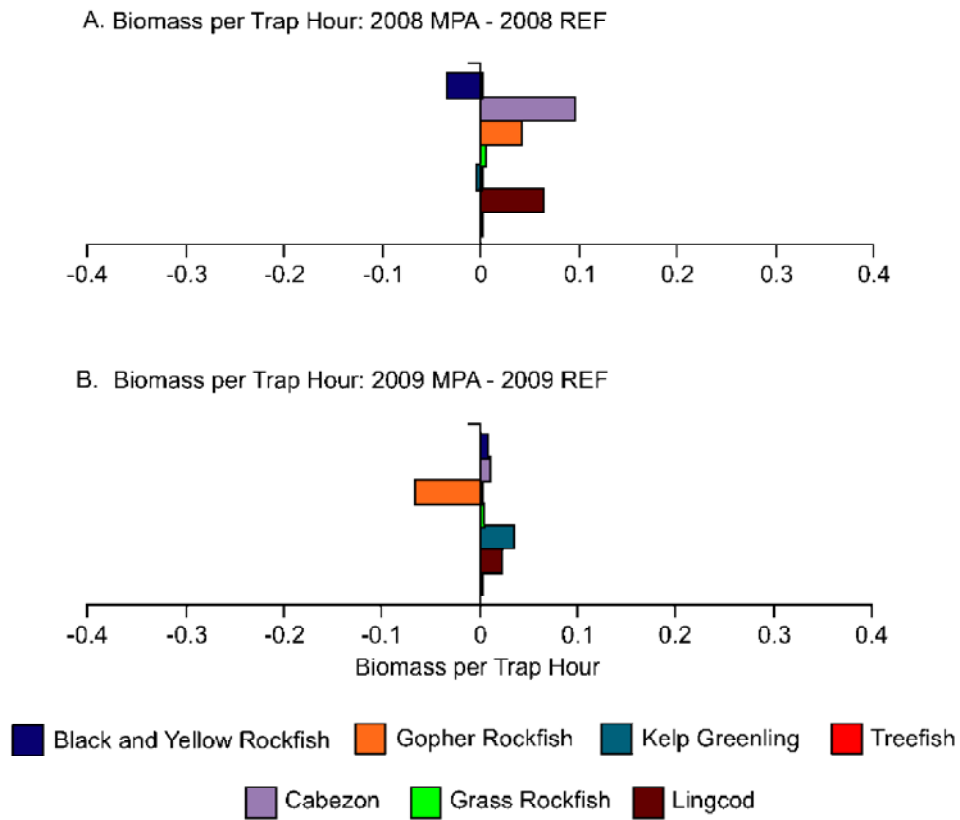 A. Biomass per Trap Hour: 2008 MPA - 2008 REF
-0.4 -0.3 -0.2 -0.1 0 0.1 0.2 0.3 0.4
B. Biomass per Trap Hour: 2009 MPA - 2009 REF
-0.4 -0.3 -0.2 -0.1 0 0.1 0.2 0.3 0.4
Biomass per Trap Hour
Black and Yellow Rockfish Gopher Rockfish Kelp Greenling Treefish
Cabezon Grass Rockfish Lingcod